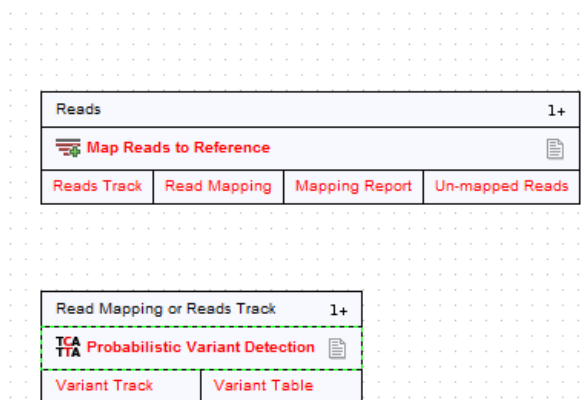 Reads 1+
Map Reads to Reference
Reads Track Read Mapping Mapping Report Un-mapped Reads
Read Mapping or Reads Track 1+
TCA
TTA Probabilistic Variant Detection
Variant Track Variant Table